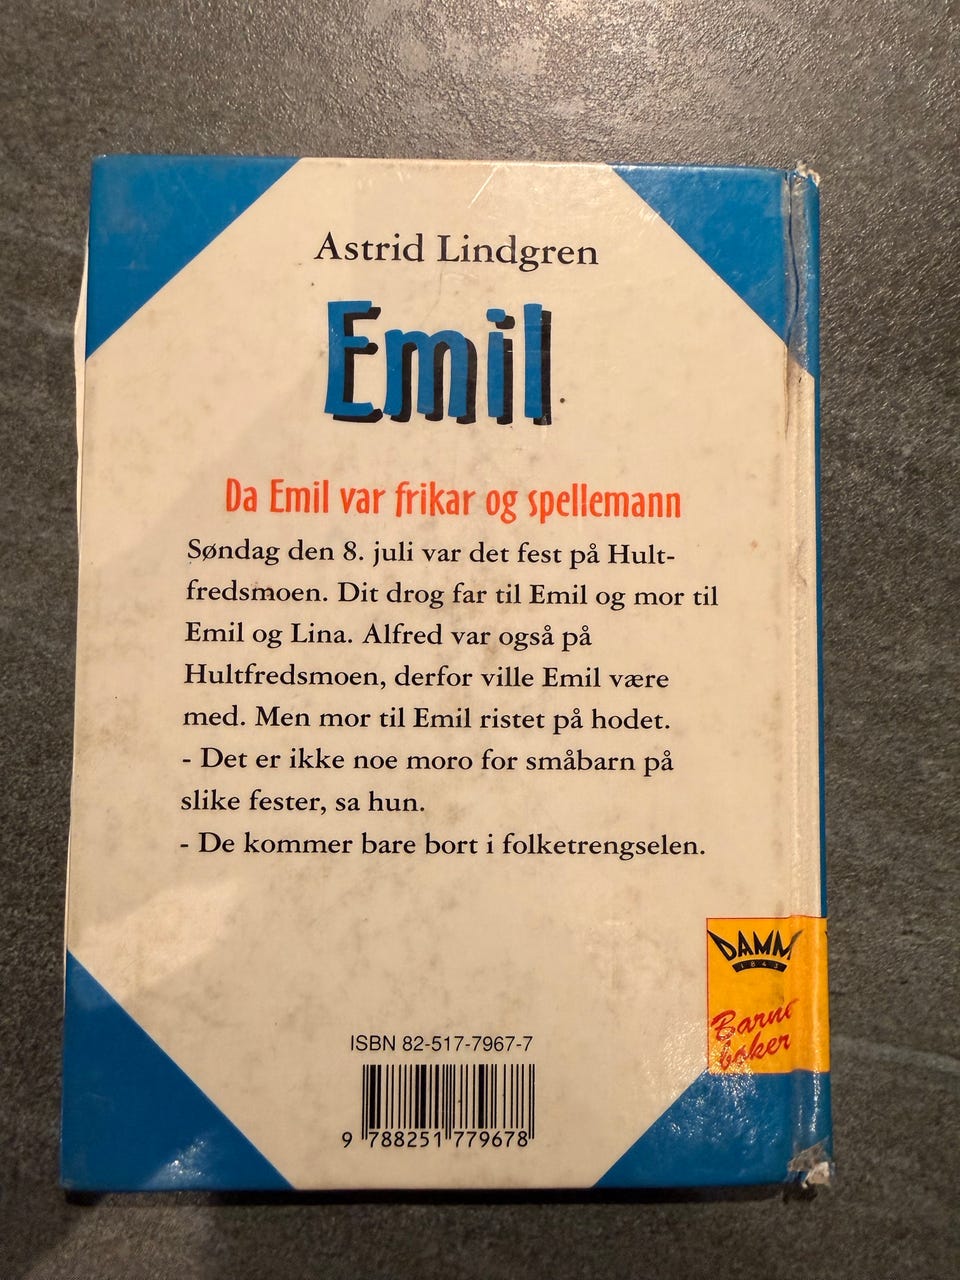 Astrid Lindgren
Emil
Da Emil var frikar og spellemann
Søndag den 8. juli var det fest på Hult-
fredsmoen. Dit drog far til Emil og mor til
Emil og Lina. Alfred var også på
Hultfredsmoen, derfor ville Emil være
med. Men mor til Emil ristet på hodet.
- Det er ikke noe moro for småbarn på
slike fester, sa hun.
- De kommer bare bort i folketrengselen.
DAMM
1843
Barne
bøker
ISBN 82-517-7967-7
9 788251 779678